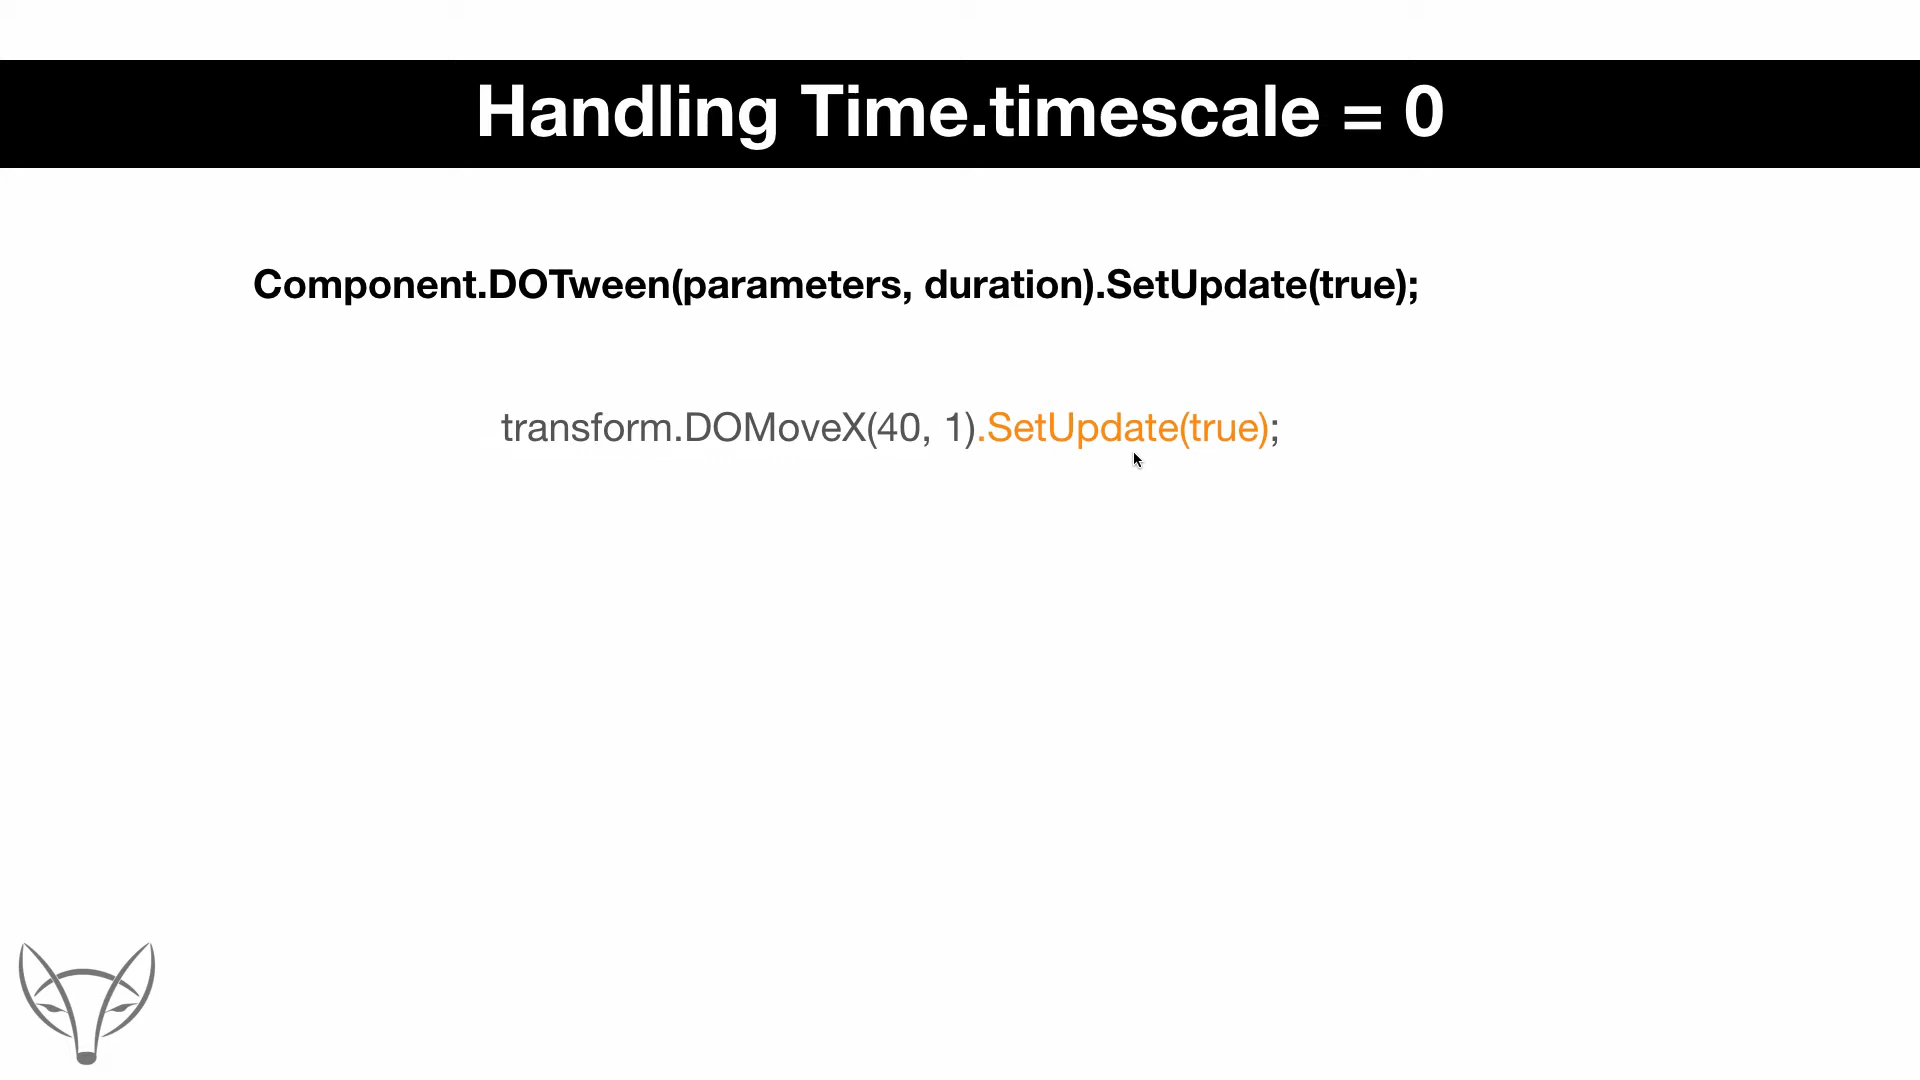 Handling Time.timescale = 0
Component.DOTween(parameters, duration).SetUpdate(true);
transform.DOMoveX(40, 1).SetUpdate(true);